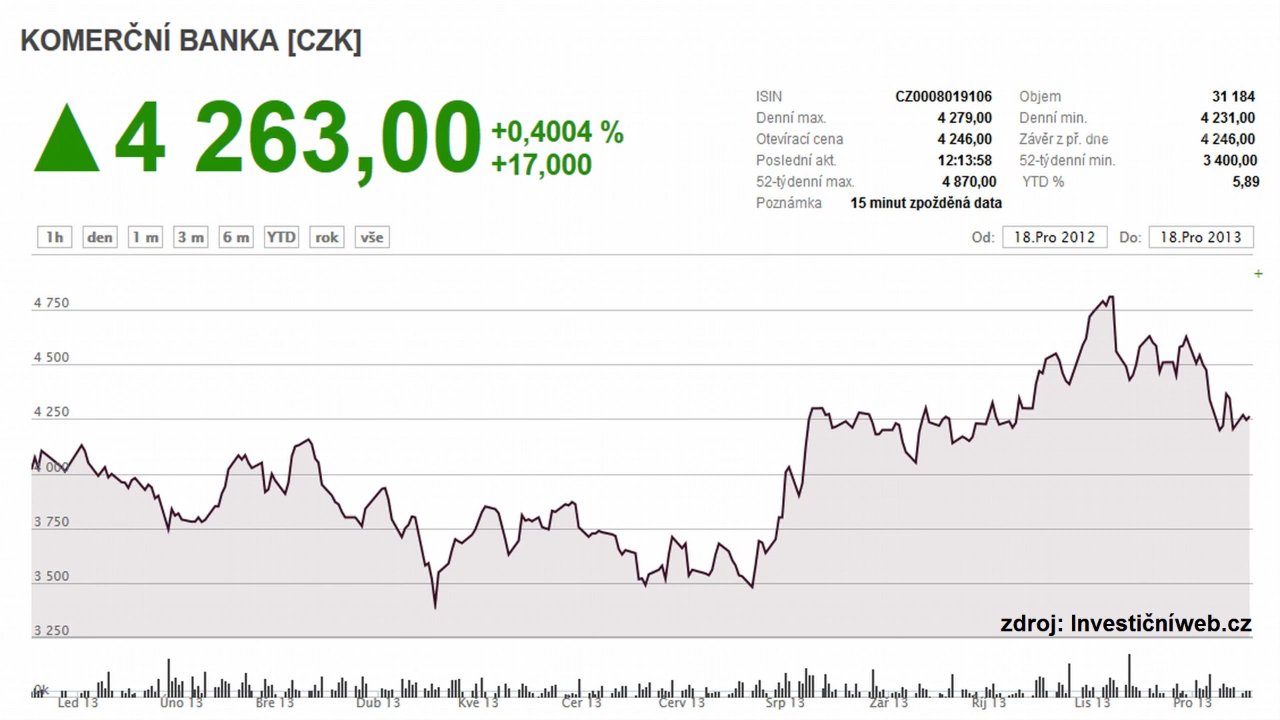 KOMERČNÍ BANKA [CZK]
▲4 263,00 +0,4004 %
+17,000
ISIN CZ0008019106 Objem 31 184
Denní max. 4 279,00 Denní min. 4 231,00
Otevírací cena 4 246,00 Závěr z př. dne 4 246,00
Poslední akt. 12:13:58 52-týdenní min. 3 400,00
52-týdenní max. 4 870,00 YTD % 5,89
Poznámka 15 minut zpožděná data
1h den 1 m 3 m 6 m YTD rok vše Od: 18.Pro 2012 Do: 18.Pro 2013
+
4 750
4 500
4 250
4 000
3 750
3 500
3 250
zdroj: Investičníweb.cz
0k
Led 13 Úno 13 Bře 13 Dub 13 Kvě 13 Čer 13 Červ 13 Srp 13 Zář 13 Říj 13 Lis 13 Pro 13